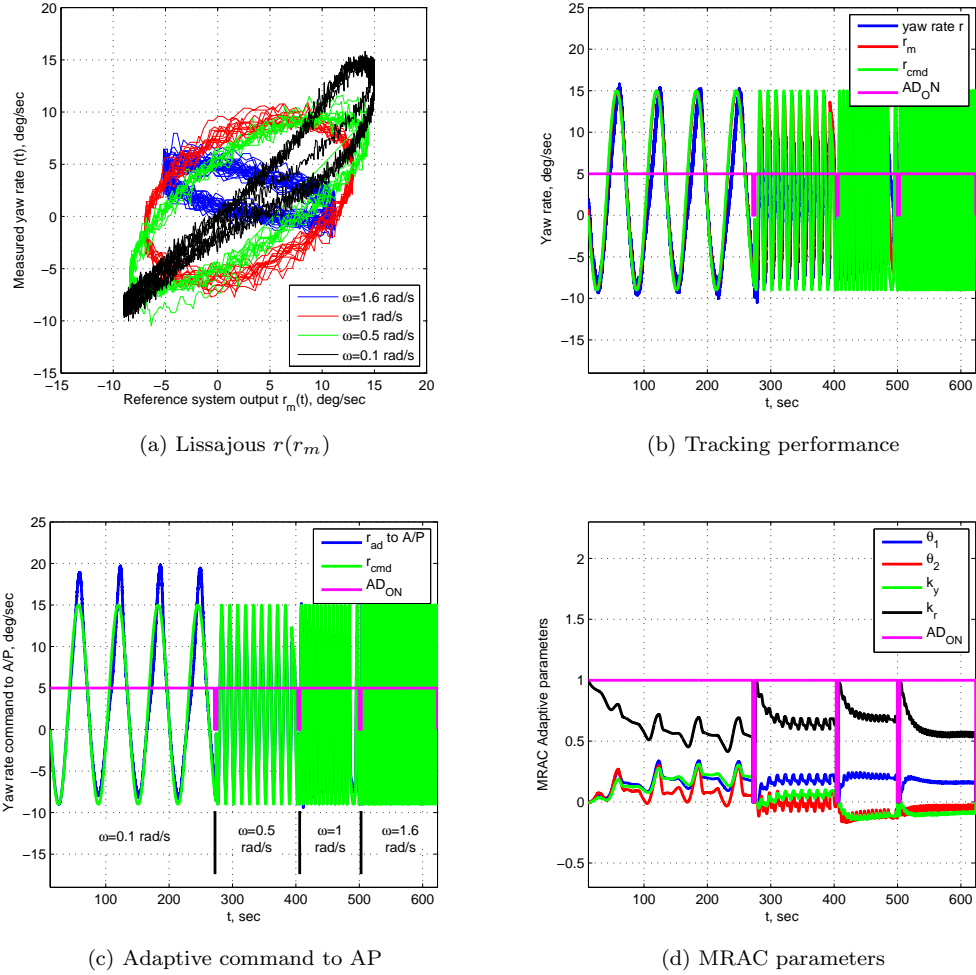 Measured yaw rate r(t), deg/sec
20
15
10
5
0
−5
−10
−15
−15 −10 −5 0 5 10 15 20
Reference system output r_m(t), deg/sec
ω=1.6 rad/s
ω=1 rad/s
ω=0.5 rad/s
ω=0.1 rad/s
(a) Lissajous r(r_m)
Yaw rate, deg/sec
25
20
15
10
5
0
−5
−10
−15
100 200 300 400 500 600
t, sec
yaw rate r
r_m
r_cmd
AD_ON
(b) Tracking performance
Yaw rate command to A/P, deg/sec
25
20
15
10
5
0
−5
−10
−15
100 200 300 400 500 600
t, sec
r_ad to A/P
r_cmd
AD_ON
ω=0.1 rad/s
ω=0.5
rad/s
ω=1
rad/s
ω=1.6
rad/s
(c) Adaptive command to AP
MRAC Adaptive parameters
2
1.5
1
0.5
0
−0.5
100 200 300 400 500 600
t, sec
θ_1
θ_2
k_y
k_r
AD_ON
(d) MRAC parameters